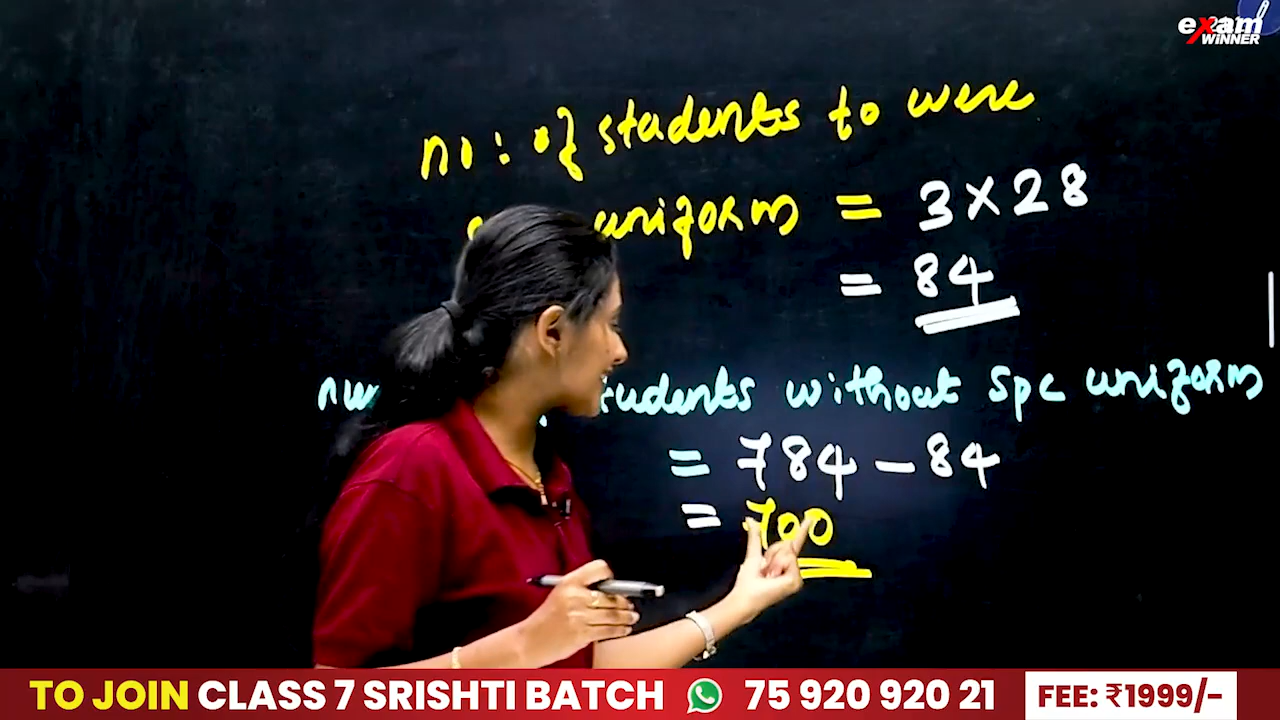 exam
WINNER
no: of students to were
uniform = 3×28
= 84
students without spc uniform
= 784 - 84
= 700
TO JOIN CLASS 7 SRISHTI BATCH 75 920 920 21 FEE: ₹1999/-